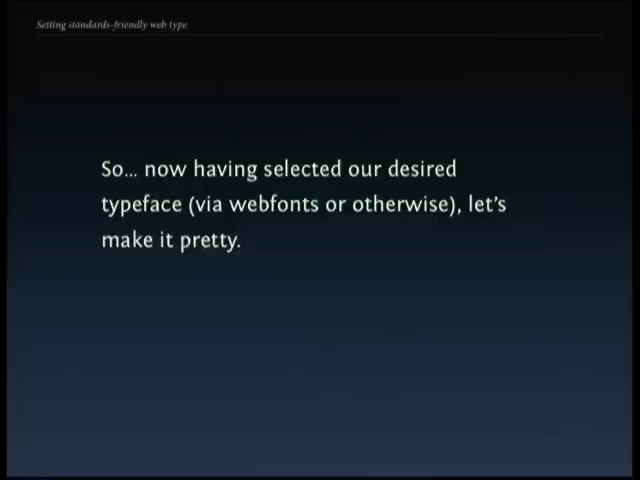 Setting standards-friendly web type
So... now having selected our desired
typeface (via webfonts or otherwise), let’s
make it pretty.